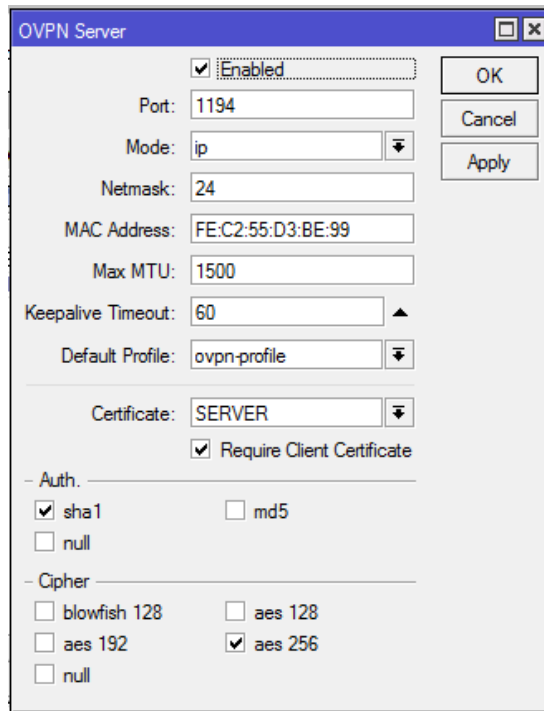 OVPN Server
Enabled
OK
Port: 1194
Cancel
Mode: ip
Apply
Netmask: 24
MAC Address: FE:C2:55:D3:BE:99
Max MTU: 1500
Keepalive Timeout: 60
Default Profile: ovpn-profile
Certificate: SERVER
Require Client Certificate
Auth.
sha1 md5
null
Cipher
blowfish 128 aes 128
aes 192 aes 256
null